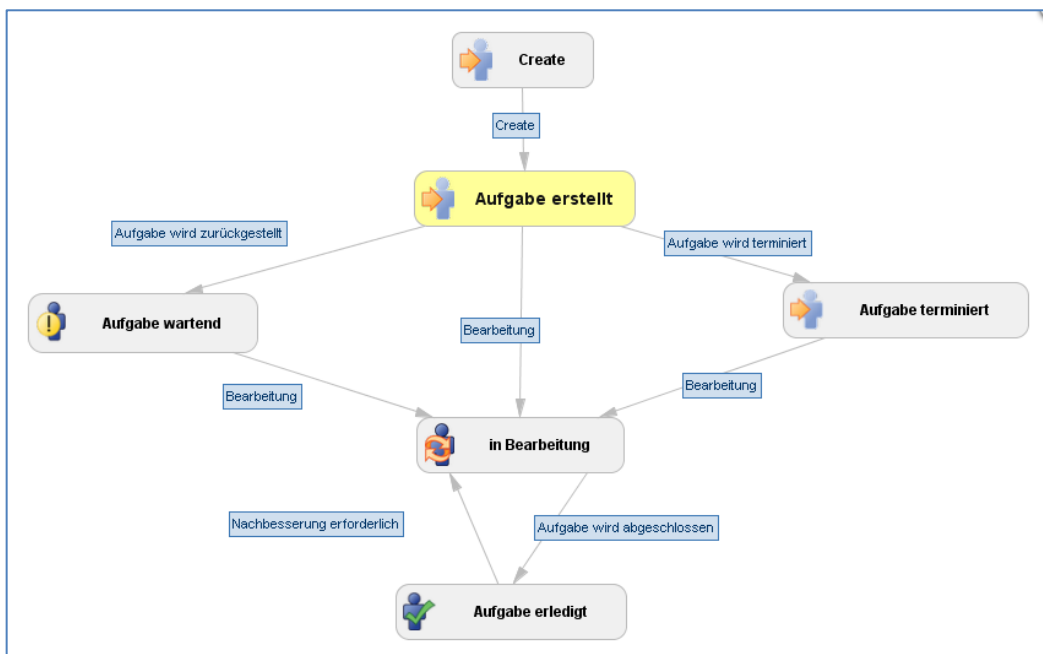 Create
Create
Aufgabe erstellt
Aufgabe wird zurückgestellt
Aufgabe wird terminiert
Aufgabe wartend
Aufgabe terminiert
Bearbeitung
Bearbeitung
Bearbeitung
in Bearbeitung
Nachbesserung erforderlich
Aufgabe wird abgeschlossen
Aufgabe erledigt